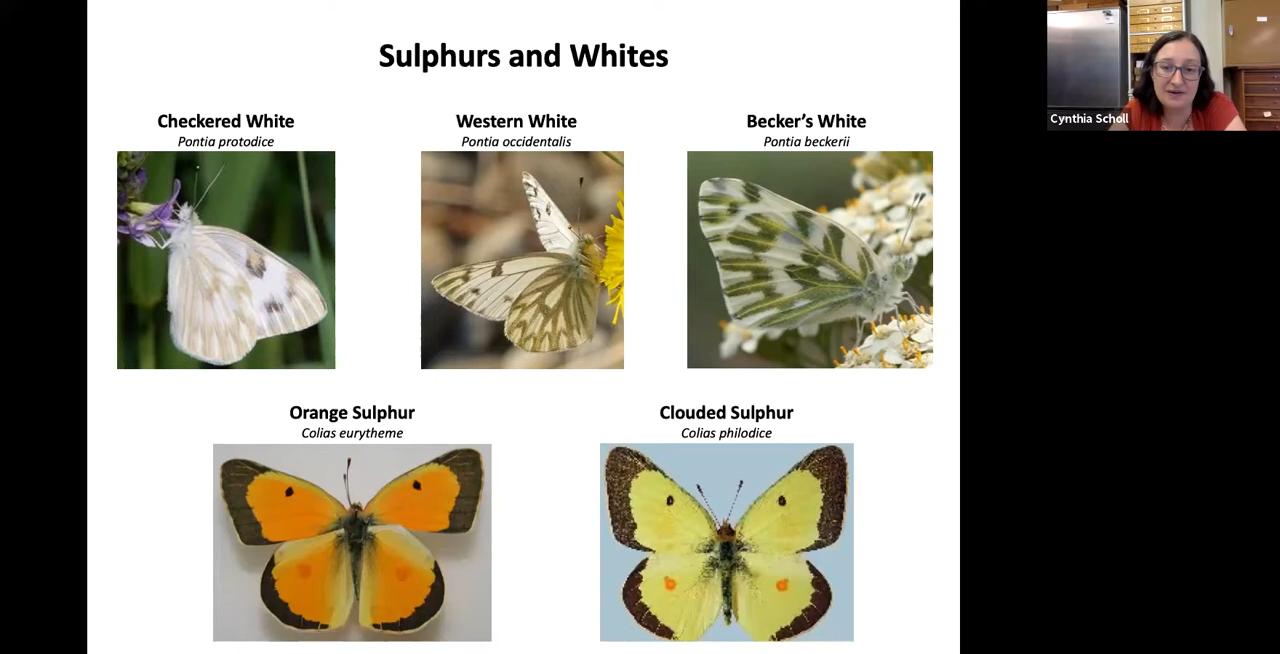 Sulphurs and Whites
Checkered White
Pontia protodice
Western White
Pontia occidentalis
Becker's White
Pontia beckerii
Orange Sulphur
Colias eurytheme
Clouded Sulphur
Colias philodice
Cynthia Scholl